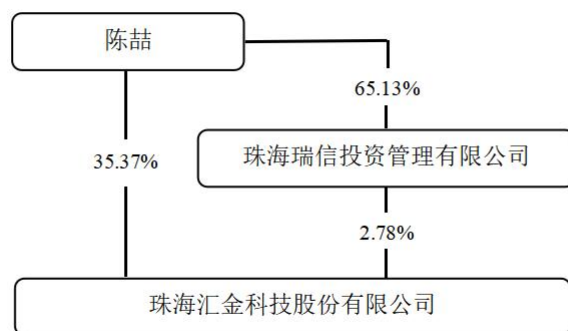 陈喆
65.13%
珠海瑞信投资管理有限公司
35.37%
2.78%
珠海汇金科技股份有限公司